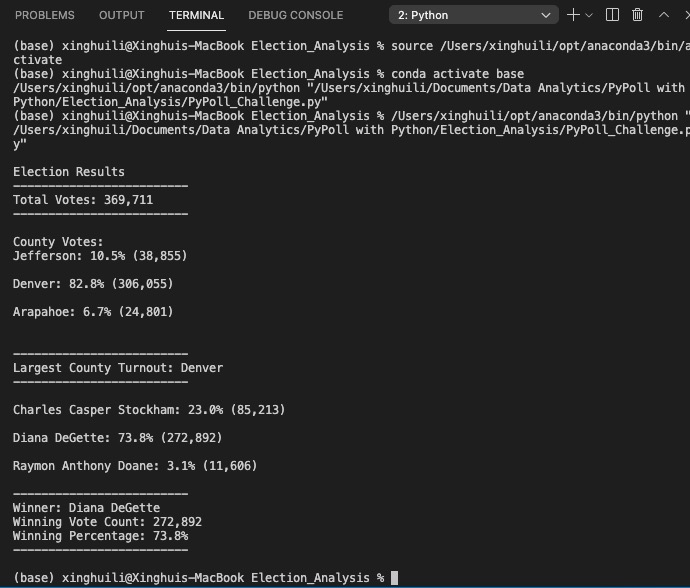 PROBLEMS OUTPUT TERMINAL DEBUG CONSOLE 2: Python
(base) xinghuili@Xinghuis-MacBook Election_Analysis % source /Users/xinghuili/opt/anaconda3/bin/a
ctivate
(base) xinghuili@Xinghuis-MacBook Election_Analysis % conda activate base
/Users/xinghuili/opt/anaconda3/bin/python "/Users/xinghuili/Documents/Data Analytics/PyPoll with
Python/Election_Analysis/PyPoll_Challenge.py"
(base) xinghuili@Xinghuis-MacBook Election_Analysis % /Users/xinghuili/opt/anaconda3/bin/python "
/Users/xinghuili/Documents/Data Analytics/PyPoll with Python/Election_Analysis/PyPoll_Challenge.p
y"
Election Results
-------------------------
Total Votes: 369,711
-------------------------
County Votes:
Jefferson: 10.5% (38,855)
Denver: 82.8% (306,055)
Arapahoe: 6.7% (24,801)
-------------------------
Largest County Turnout: Denver
-------------------------
Charles Casper Stockham: 23.0% (85,213)
Diana DeGette: 73.8% (272,892)
Raymon Anthony Doane: 3.1% (11,606)
-------------------------
Winner: Diana DeGette
Winning Vote Count: 272,892
Winning Percentage: 73.8%
-------------------------
(base) xinghuili@Xinghuis-MacBook Election_Analysis %